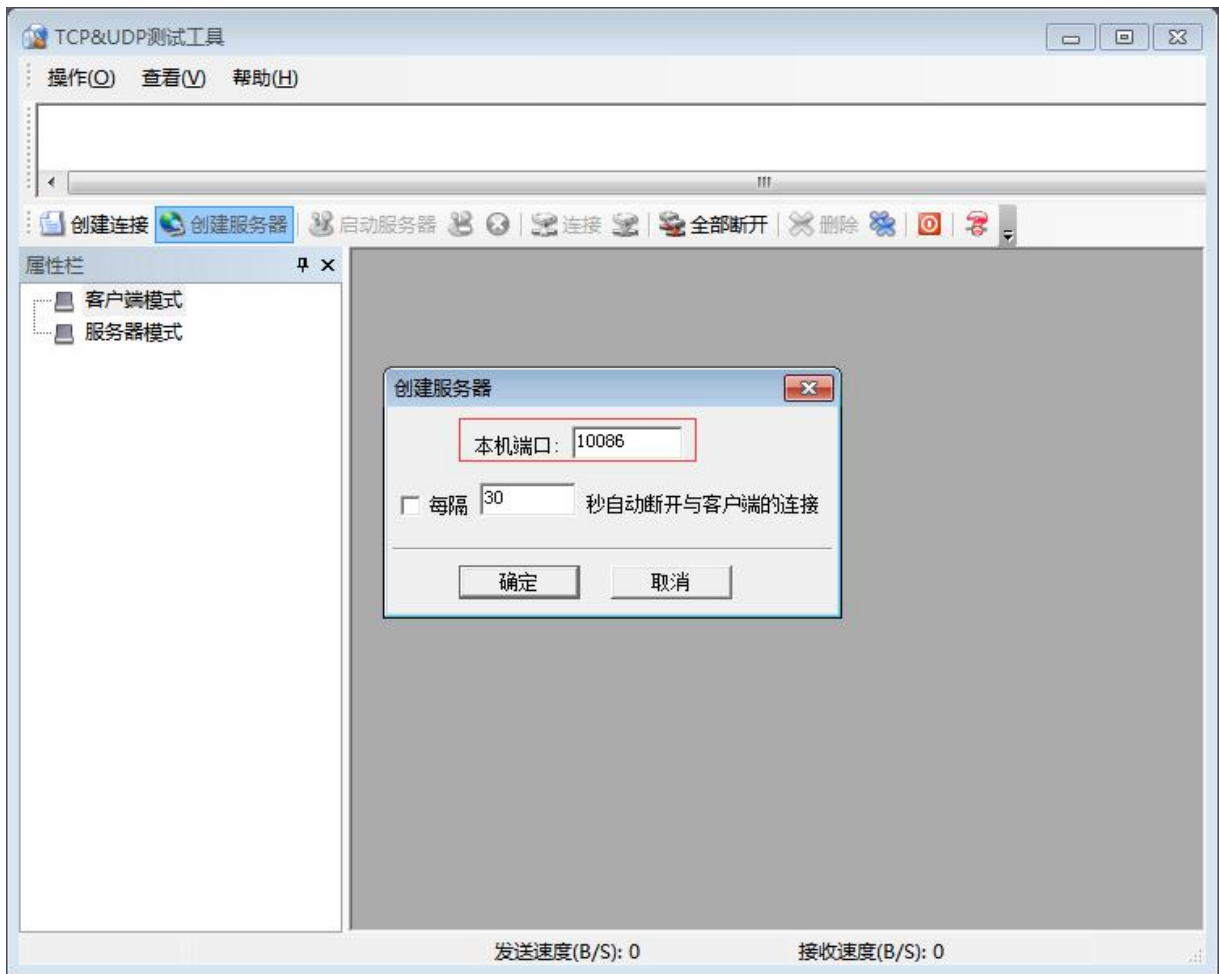 TCP&UDP测试工具
操作(O) 查看(V) 帮助(H)
创建连接 创建服务器 启动服务器 连接 全部断开 删除
属性栏
客户端模式
服务器模式
创建服务器
本机端口: 10086
每隔 30 秒自动断开与客户端的连接
确定 取消
发送速度(B/S): 0 接收速度(B/S): 0